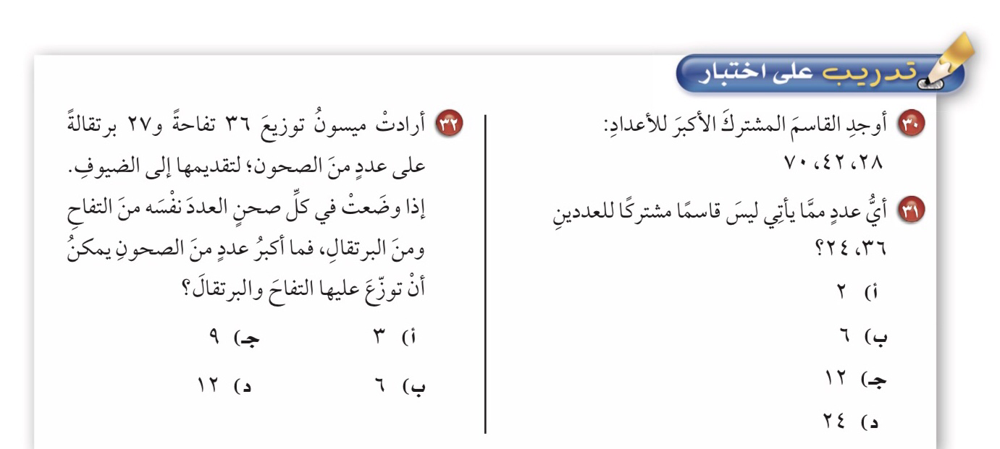 تدريب على اختبار
٣٠ أوجدِ القاسمَ المشتركَ الأكبرَ للأعدادِ:
٢٨، ٤٢، ٧٠
٣١ أيُّ عددٍ ممَّا يأتِي ليسَ قاسمًا مشتركًا للعددينِ
٣٦، ٢٤؟
أ) ٢
ب) ٦
جـ) ١٢
د) ٢٤
٣٢ أرادتْ ميسونُ توزيعَ ٣٦ تفاحةً و٢٧ برتقالةً
على عددٍ منَ الصحون؛ لتقديمها إلى الضيوفِ.
إذا وضَعتْ في كلِّ صحنٍ العددَ نفْسَه منَ التفاحِ
ومنَ البرتقالِ، فما أكبرُ عددٍ منَ الصحونِ يمكنُ
أنْ توزّعَ عليها التفاحَ والبرتقالَ؟
أ) ٣ جـ) ٩
ب) ٦ د) ١٢